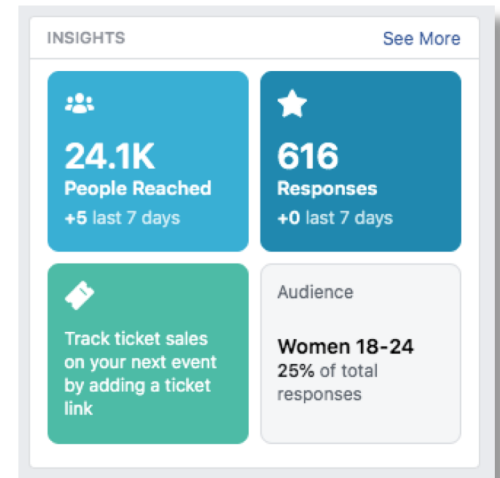 INSIGHTS
See More
24.1K
People Reached
+5 last 7 days
616
Responses
+0 last 7 days
Track ticket sales
on your next event
by adding a ticket
link
Audience
Women 18-24
25% of total
responses